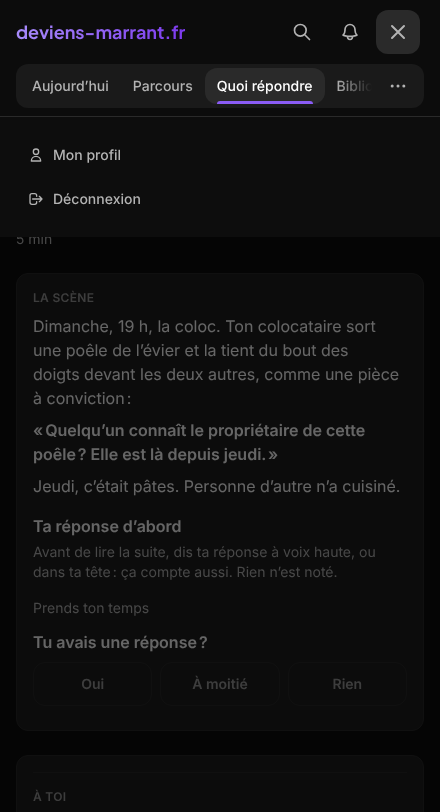 deviens-marrant.fr
Aujourd’hui Parcours Quoi répondre Biblio
Mon profil
Déconnexion
5 min
LA SCÈNE
Dimanche, 19 h, la coloc. Ton colocataire sort
une poêle de l’évier et la tient du bout des
doigts devant les deux autres, comme une pièce
à conviction :
« Quelqu’un connaît le propriétaire de cette
poêle ? Elle est là depuis jeudi. »
Jeudi, c’était pâtes. Personne d’autre n’a cuisiné.
Ta réponse d’abord
Avant de lire la suite, dis ta réponse à voix haute, ou
dans ta tête : ça compte aussi. Rien n’est noté.
Prends ton temps
Tu avais une réponse ?
Oui À moitié Rien
À TOI